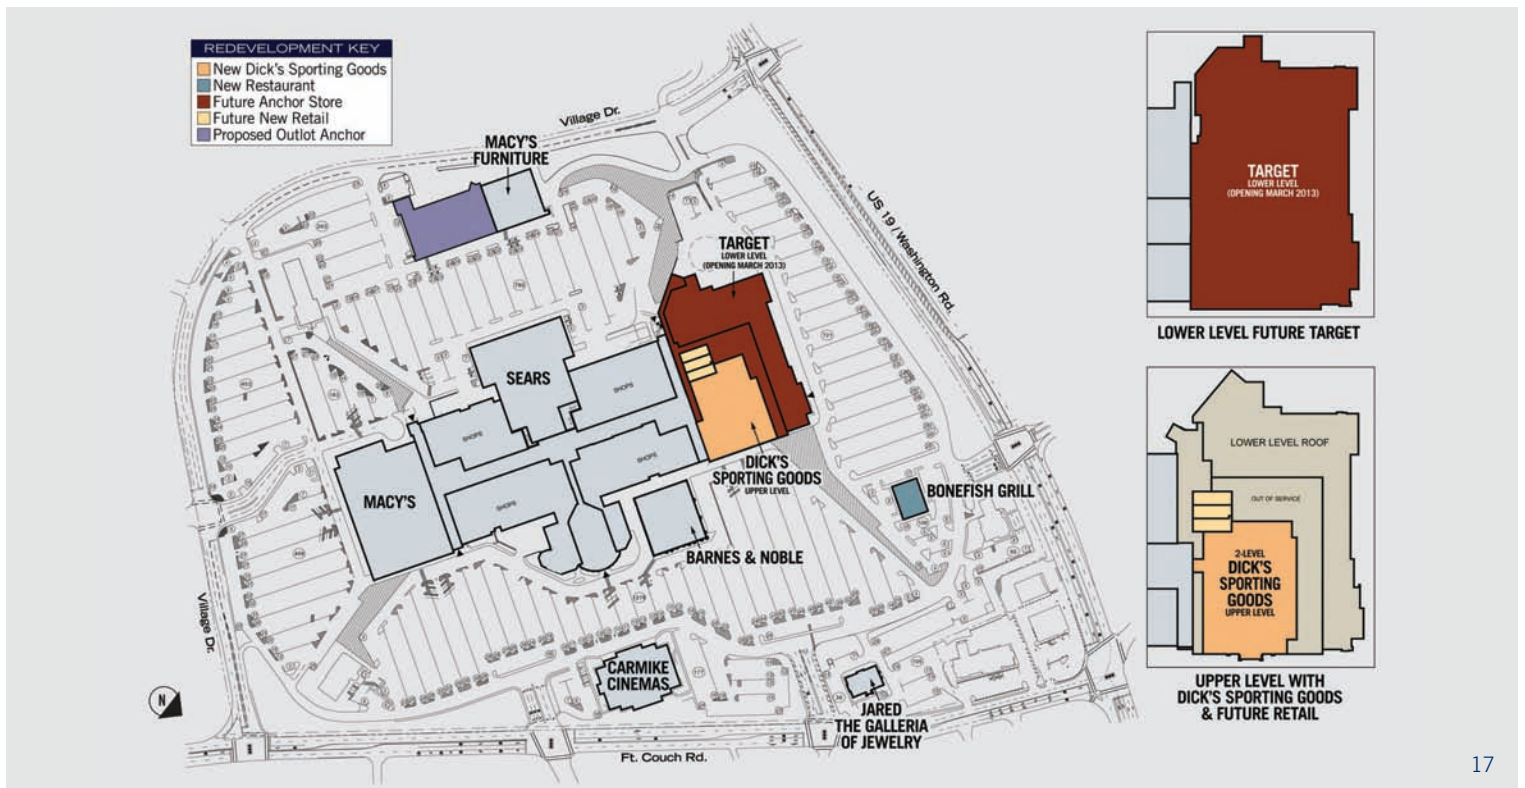 REDEVELOPMENT KEY
New Dick's Sporting Goods
New Restaurant
Future Anchor Store
Future New Retail
Proposed Outlot Anchor
Village Dr.
MACY'S
FURNITURE
US 19 / Washington Rd.
TARGET
LOWER LEVEL
(OPENING MARCH 2013)
SEARS
SHOPS
SHOPS
SHOPS
SHOPS
MACY'S
DICK'S
SPORTING GOODS
UPPER LEVEL
BONEFISH GRILL
BARNES & NOBLE
Village Dr.
CARMIKE
CINEMAS
JARED
THE GALLERIA
OF JEWELRY
N
Ft. Couch Rd.
TARGET
LOWER LEVEL
(OPENING MARCH 2013)
LOWER LEVEL FUTURE TARGET
LOWER LEVEL ROOF
OUT OF SERVICE
2-LEVEL
DICK'S
SPORTING
GOODS
UPPER LEVEL
UPPER LEVEL WITH
DICK'S SPORTING GOODS
& FUTURE RETAIL
17